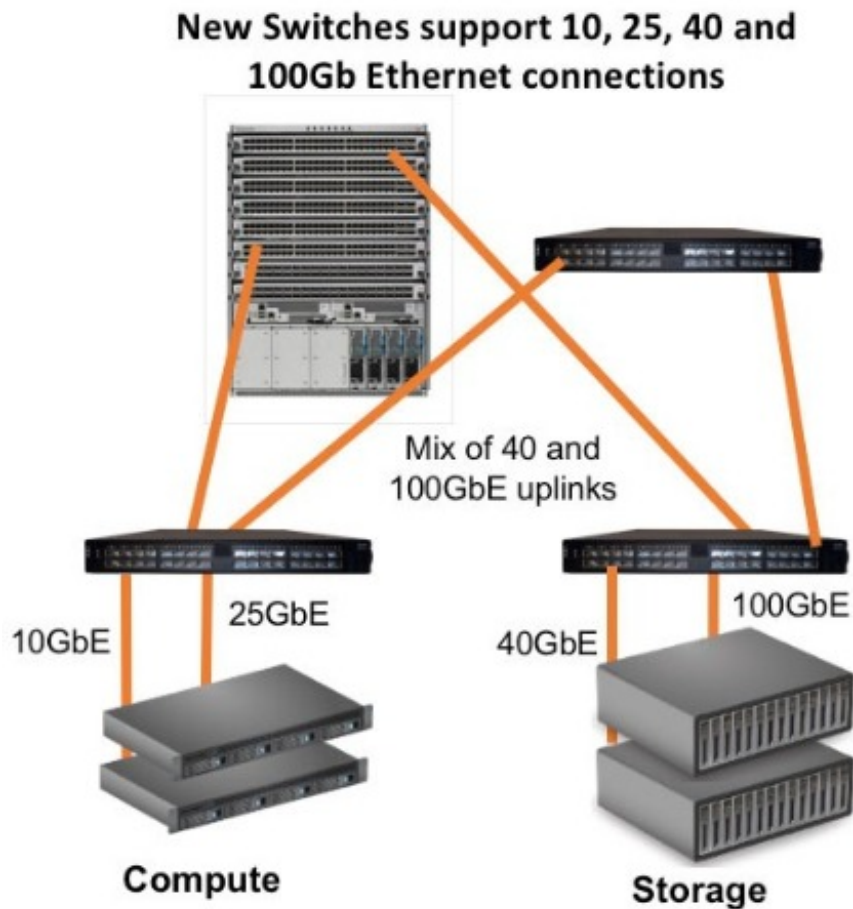 New Switches support 10, 25, 40 and
100Gb Ethernet connections
Mix of 40 and
100GbE uplinks
10GbE
25GbE
40GbE
100GbE
Compute
Storage